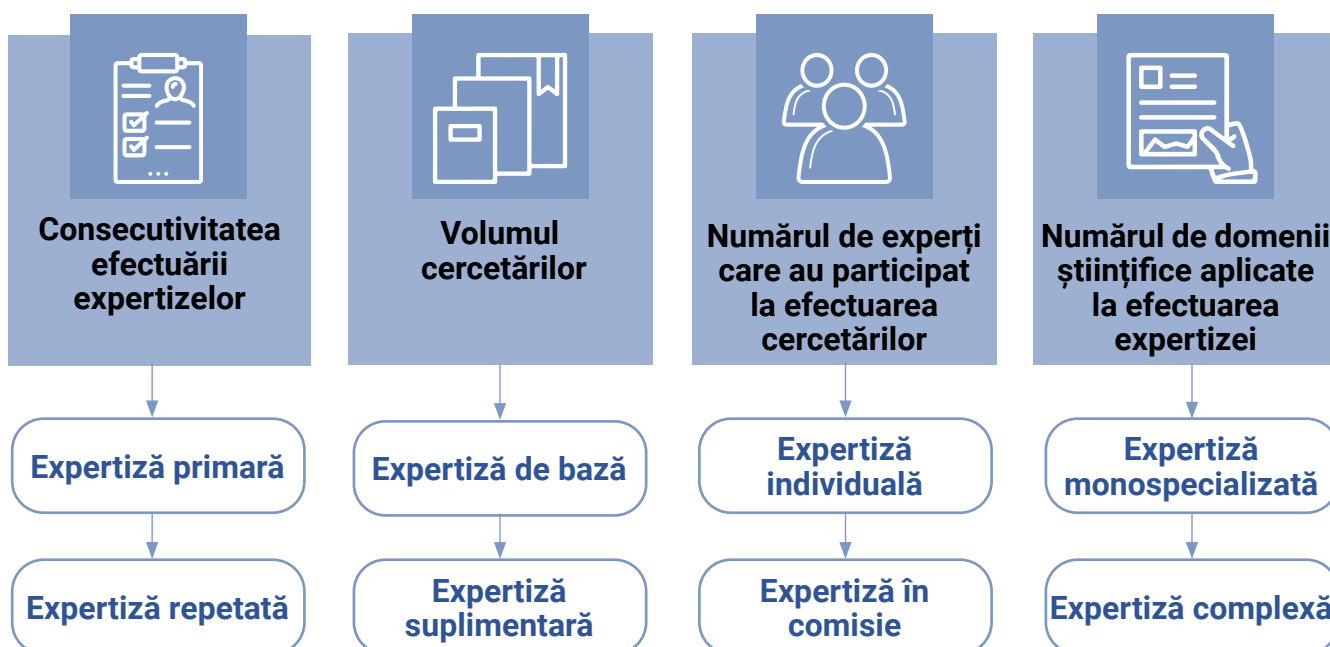 Consecutivitatea
efectuării
expertizelor
Expertiză primară
Expertiză repetată
Volumul
cercetărilor
Expertiză de bază
Expertiză
suplimentară
Numărul de experți
care au participat
la efectuarea
cercetărilor
Expertiză
individuală
Expertiză în
comisie
Numărul de domenii
științifice aplicate
la efectuarea
expertizei
Expertiză
monospecializată
Expertiză complexă